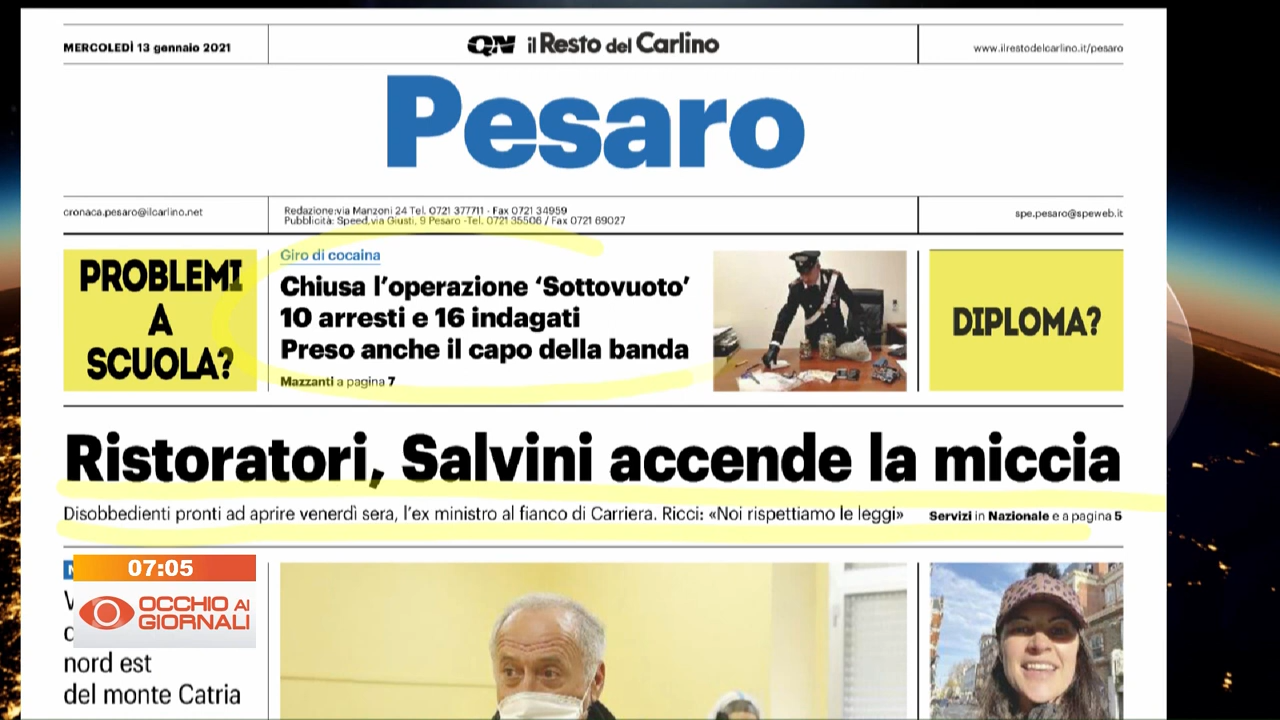 MERCOLEDÌ 13 gennaio 2021
QN il Resto del Carlino
www.ilrestodelcarlino.it/pesaro
Pesaro
cronaca.pesaro@ilcarlino.net
Redazione:via Manzoni 24 Tel. 0721 377711 - Fax 0721 34959
Pubblicità: Speed,via Giusti, 9 Pesaro -Tel. 0721 35506 / Fax 0721 69027
spe.pesaro@speweb.it
PROBLEMI
A
SCUOLA?
Giro di cocaina
Chiusa l’operazione ‘Sottovuoto’
10 arresti e 16 indagati
Preso anche il capo della banda
Mazzanti a pagina 7
DIPLOMA?
Ristoratori, Salvini accende la miccia
Disobbedienti pronti ad aprire venerdì sera, l’ex ministro al fianco di Carriera. Ricci: «Noi rispettiamo le leggi»
Servizi in Nazionale e a pagina 5
07:05
OCCHIO AI
GIORNALI
nord est
del monte Catria